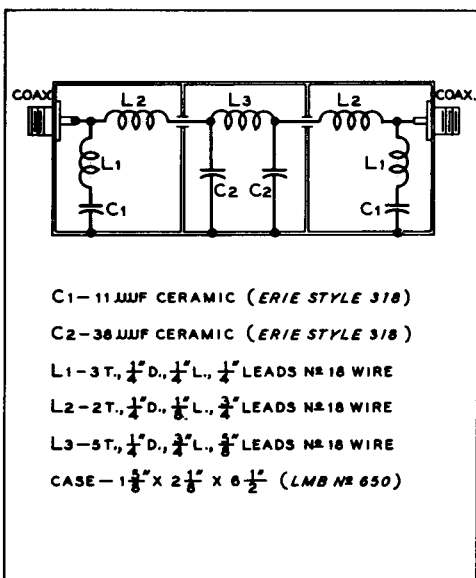 COAX.
COAX.
L2
L3
L2
L1
L1
C2
C2
C1
C1
C1–11 µµF CERAMIC (ERIE STYLE 318)
C2–38 µµF CERAMIC (ERIE STYLE 318)
L1–3 T., 1/4" D., 1/4" L., 1/4" LEADS Nº 18 WIRE
L2–2 T., 1/4" D., 1/8" L., 3/4" LEADS Nº 18 WIRE
L3–5 T., 1/4" D., 3/4" L., 5/8" LEADS Nº 18 WIRE
CASE–1 5/8" X 2 1/8" X 6 1/2" (LMB Nº 650)